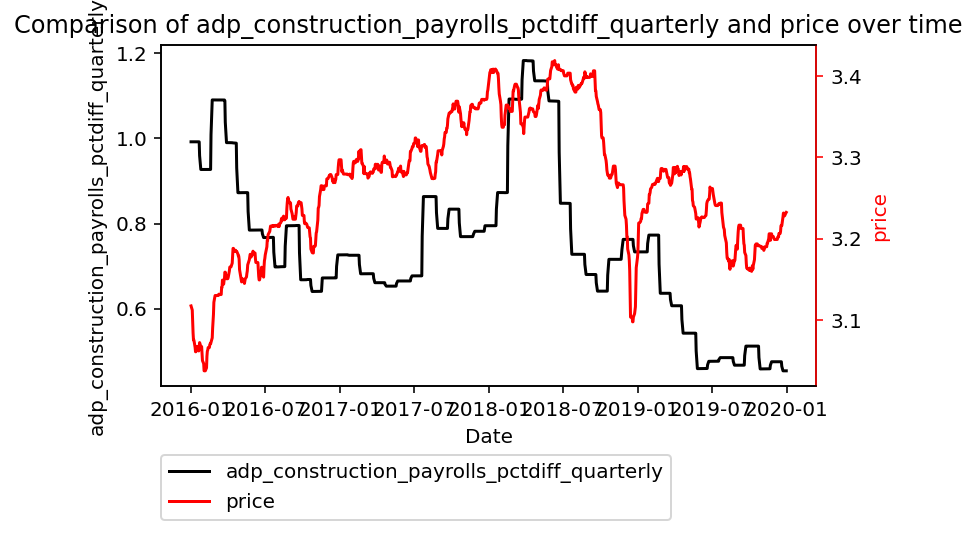 Comparison of adp_construction_payrolls_pctdiff_quarterly and price over time
adp_construction_payrolls_pctdiff_quarterly
1.2
1.0
0.8
0.6
3.4
3.3
3.2
3.1
price
2016-01 2016-07 2017-01 2017-07 2018-01 2018-07 2019-01 2019-07 2020-01
Date
adp_construction_payrolls_pctdiff_quarterly
price